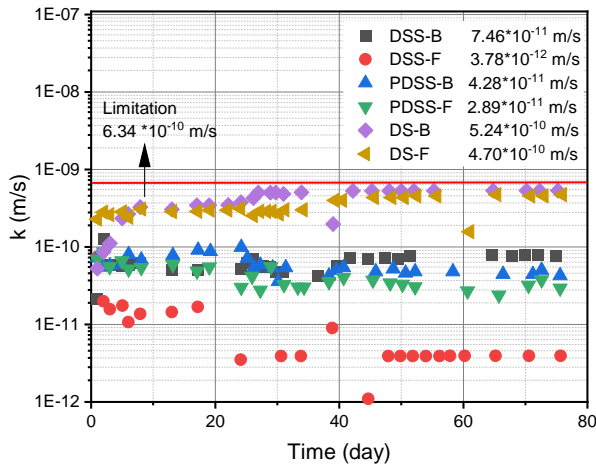 1E-07
1E-08
1E-09
1E-10
1E-11
1E-12
k (m/s)
DSS-B 7.46*10⁻¹¹ m/s
DSS-F 3.78*10⁻¹² m/s
PDSS-B 4.28*10⁻¹¹ m/s
PDSS-F 2.89*10⁻¹¹ m/s
DS-B 5.24*10⁻¹⁰ m/s
DS-F 4.70*10⁻¹⁰ m/s
Limitation
6.34 *10⁻¹⁰ m/s
0 20 40 60 80
Time (day)